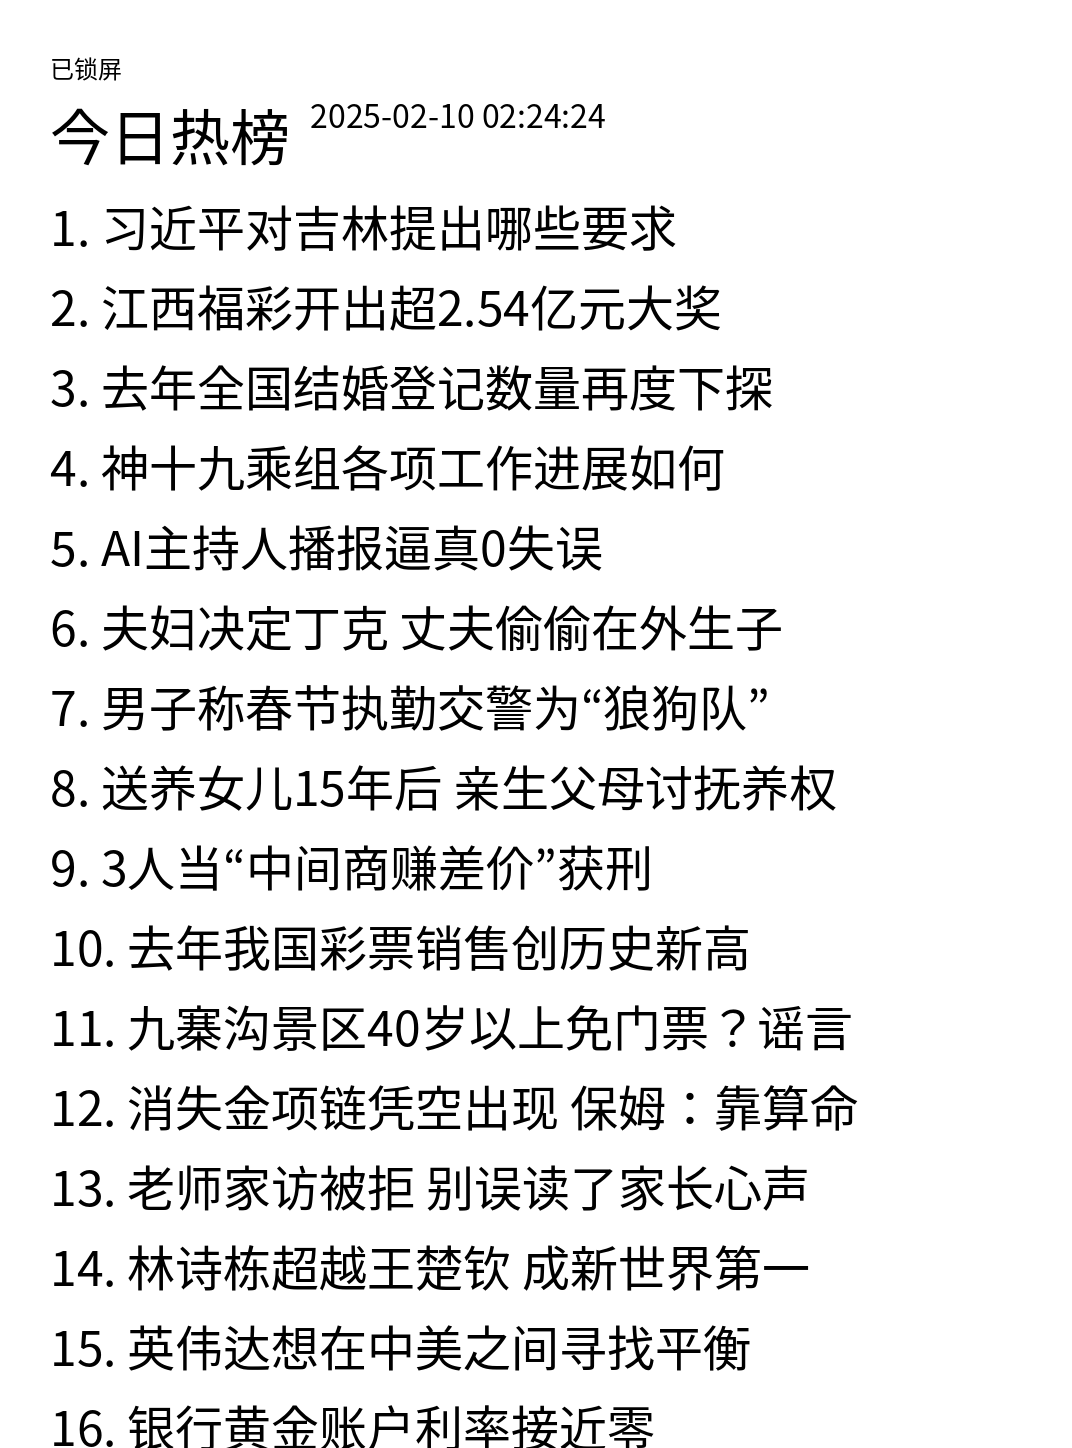 已锁屏
今日热榜 2025-02-10 02:24:24
1. 习近平对吉林提出哪些要求
2. 江西福彩开出超2.54亿元大奖
3. 去年全国结婚登记数量再度下探
4. 神十九乘组各项工作进展如何
5. AI主持人播报逼真0失误
6. 夫妇决定丁克 丈夫偷偷在外生子
7. 男子称春节执勤交警为“狼狗队”
8. 送养女儿15年后 亲生父母讨抚养权
9. 3人当“中间商赚差价”获刑
10. 去年我国彩票销售创历史新高
11. 九寨沟景区40岁以上免门票？谣言
12. 消失金项链凭空出现 保姆：靠算命
13. 老师家访被拒 别误读了家长心声
14. 林诗栋超越王楚钦 成新世界第一
15. 英伟达想在中美之间寻找平衡
16. 银行黄金账户利率接近零